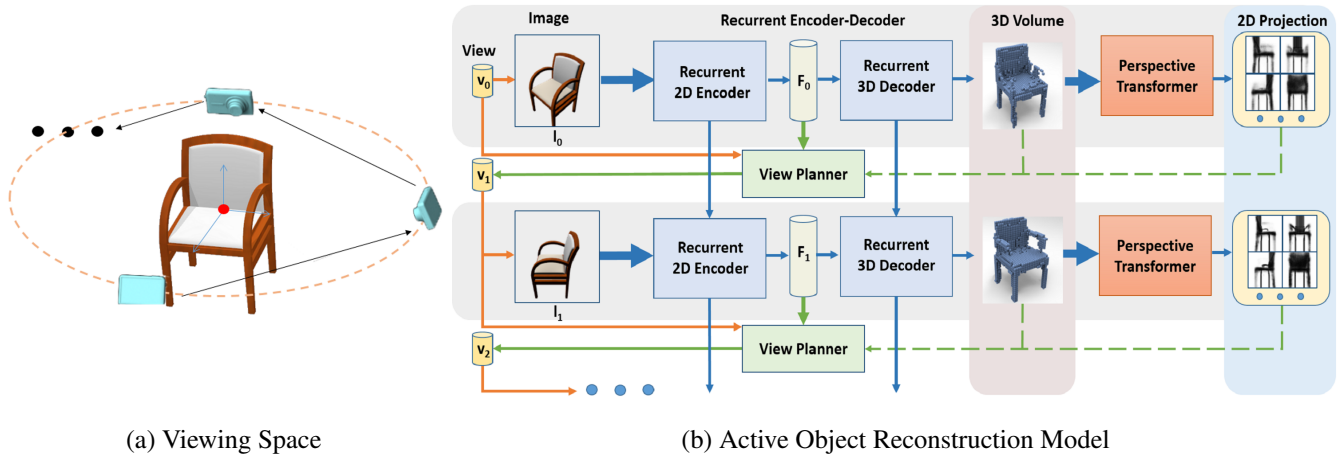 Image
Recurrent Encoder-Decoder
3D Volume
2D Projection
View
V₀
I₀
Recurrent
2D Encoder
F₀
Recurrent
3D Decoder
Perspective
Transformer
V₁
View Planner
I₁
Recurrent
2D Encoder
F₁
Recurrent
3D Decoder
Perspective
Transformer
V₂
View Planner
(a) Viewing Space
(b) Active Object Reconstruction Model